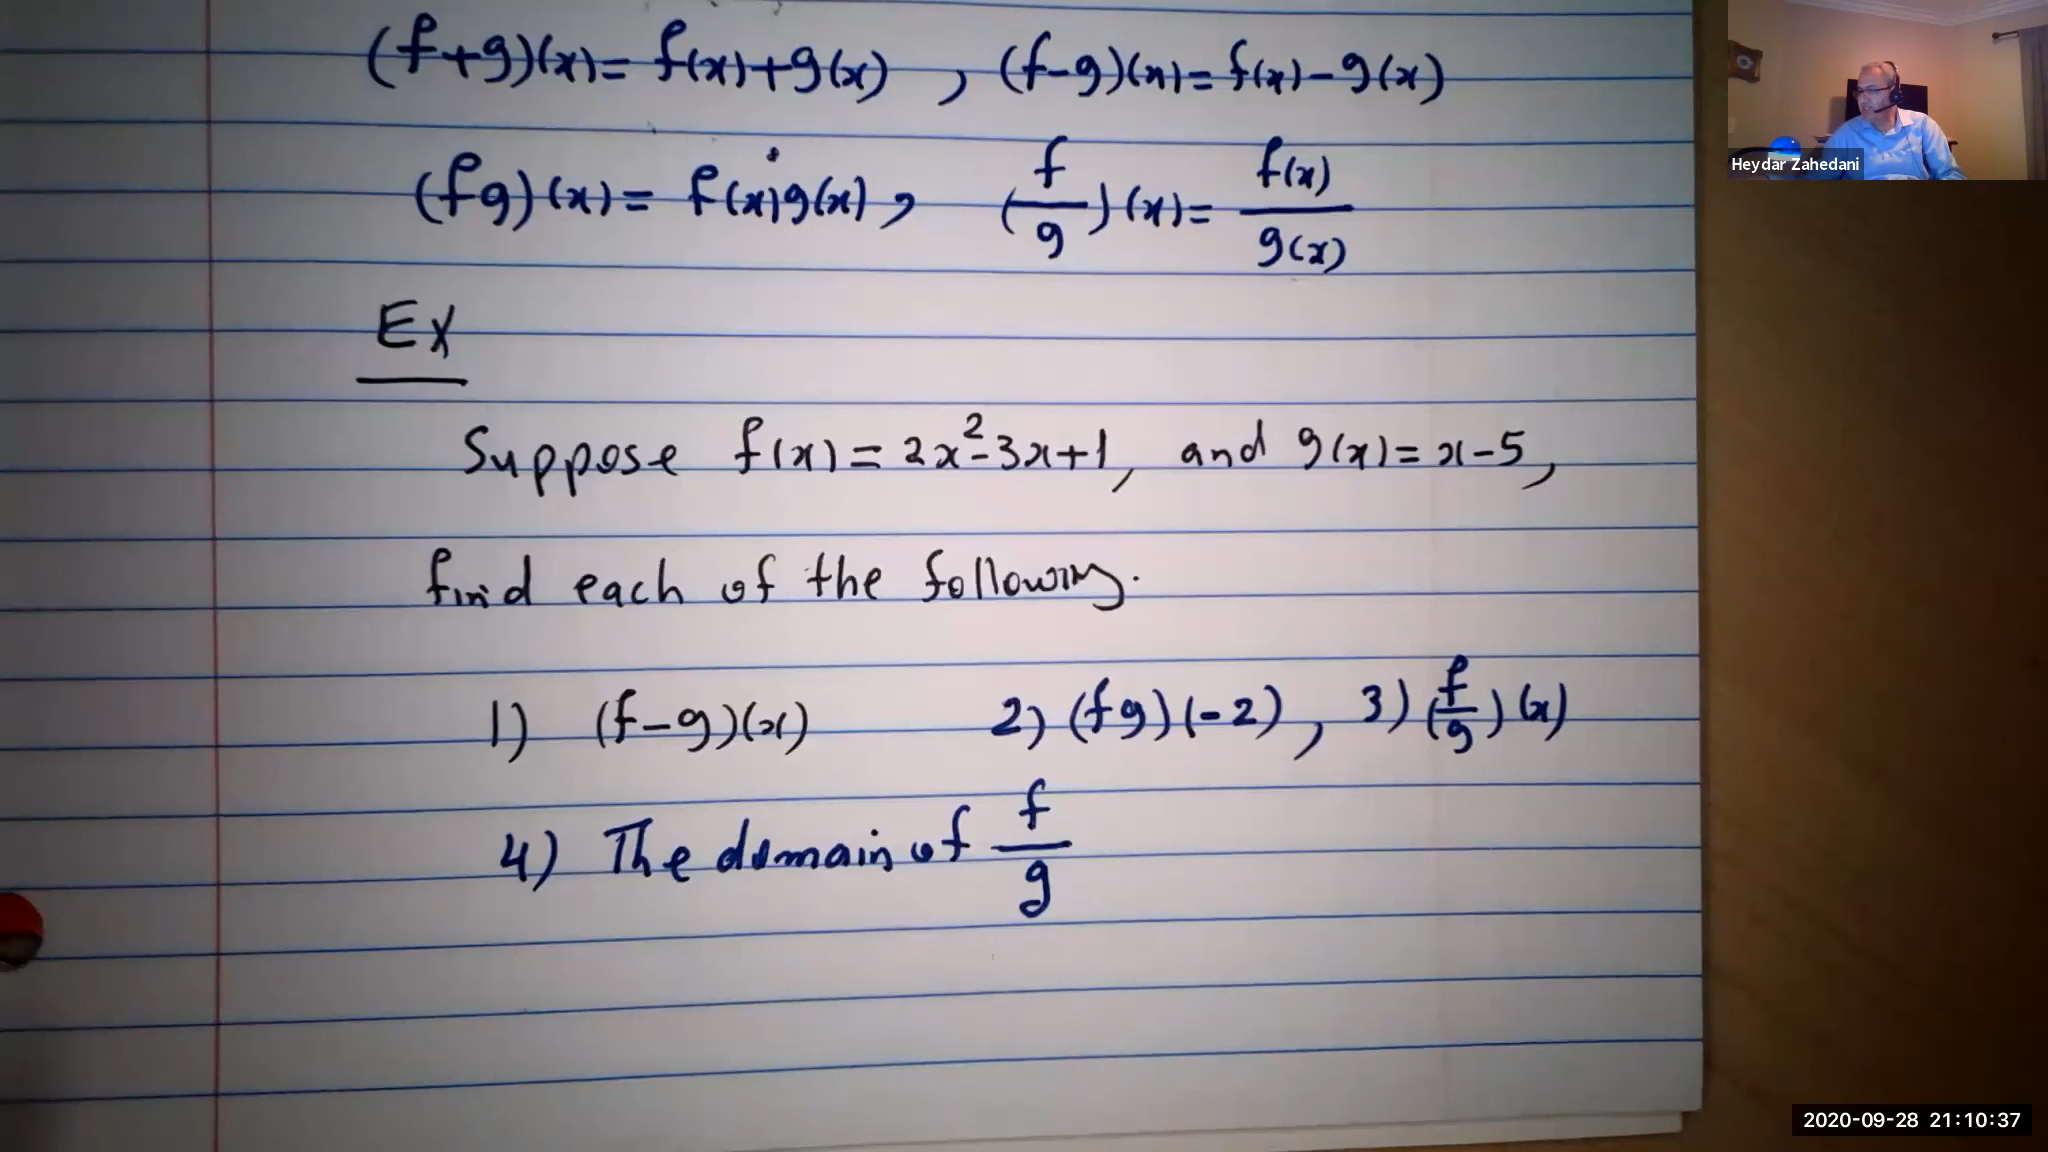 (f+g)(x)= f(x)+g(x) , (f-g)(x)= f(x)-g(x)
(fg)(x)= f(x)g(x), (f/g)(x)= f(x)/g(x)
Heydar Zahedani
EX
Suppose f(x)= 2x²-3x+1, and g(x)= x-5,
find each of the following.
1) (f-g)(x) 2) (fg)(-2), 3) (f/g)(x)
4) The domain of f/g
2020-09-28 21:10:37